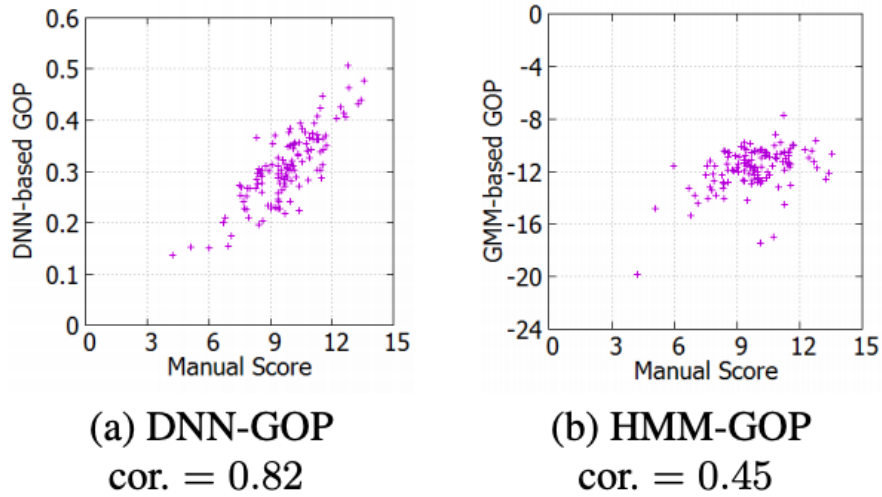 0.6
0.5
0.4
0.3
0.2
0.1
0
DNN-based GOP
0 3 6 9 12 15
Manual Score
(a) DNN-GOP
cor. = 0.82
0
-4
-8
-12
-16
-20
-24
GMM-based GOP
0 3 6 9 12 15
Manual Score
(b) HMM-GOP
cor. = 0.45